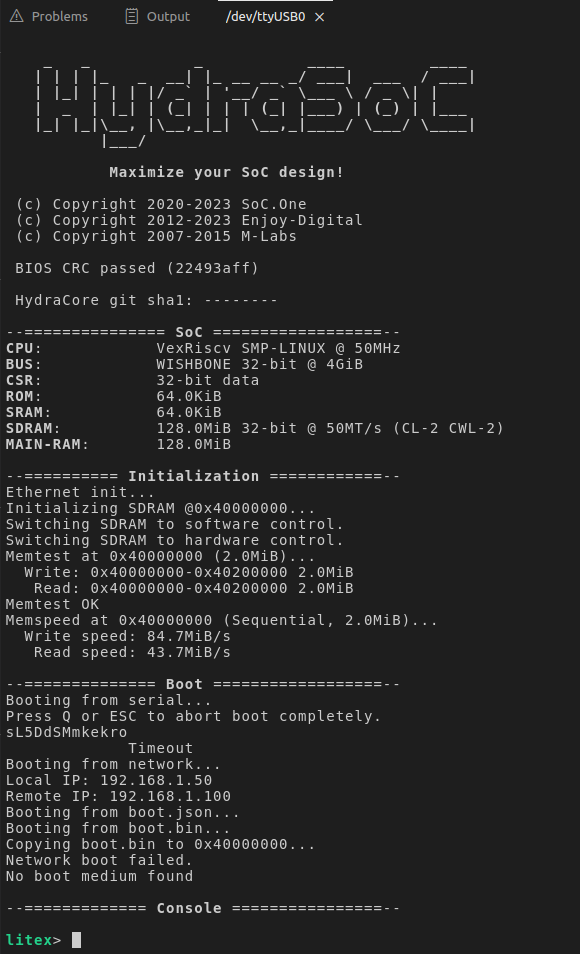 Problems Output /dev/ttyUSB0 ×
HydraSoC
Maximize your SoC design!
(c) Copyright 2020-2023 SoC.One
(c) Copyright 2012-2023 Enjoy-Digital
(c) Copyright 2007-2015 M-Labs
BIOS CRC passed (22493aff)
HydraCore git sha1: --------
--=============== SoC ==================--
CPU: VexRiscv SMP-LINUX @ 50MHz
BUS: WISHBONE 32-bit @ 4GiB
CSR: 32-bit data
ROM: 64.0KiB
SRAM: 64.0KiB
SDRAM: 128.0MiB 32-bit @ 50MT/s (CL-2 CWL-2)
MAIN-RAM: 128.0MiB
--========== Initialization ============--
Ethernet init...
Initializing SDRAM @0x40000000...
Switching SDRAM to software control.
Switching SDRAM to hardware control.
Memtest at 0x40000000 (2.0MiB)...
Write: 0x40000000-0x40200000 2.0MiB
Read: 0x40000000-0x40200000 2.0MiB
Memtest OK
Memspeed at 0x40000000 (Sequential, 2.0MiB)...
Write speed: 84.7MiB/s
Read speed: 43.7MiB/s
--============== Boot ==================--
Booting from serial...
Press Q or ESC to abort boot completely.
sL5DdSMmkekro
Timeout
Booting from network...
Local IP: 192.168.1.50
Remote IP: 192.168.1.100
Booting from boot.json...
Booting from boot.bin...
Copying boot.bin to 0x40000000...
Network boot failed.
No boot medium found
--============= Console ================--
litex>